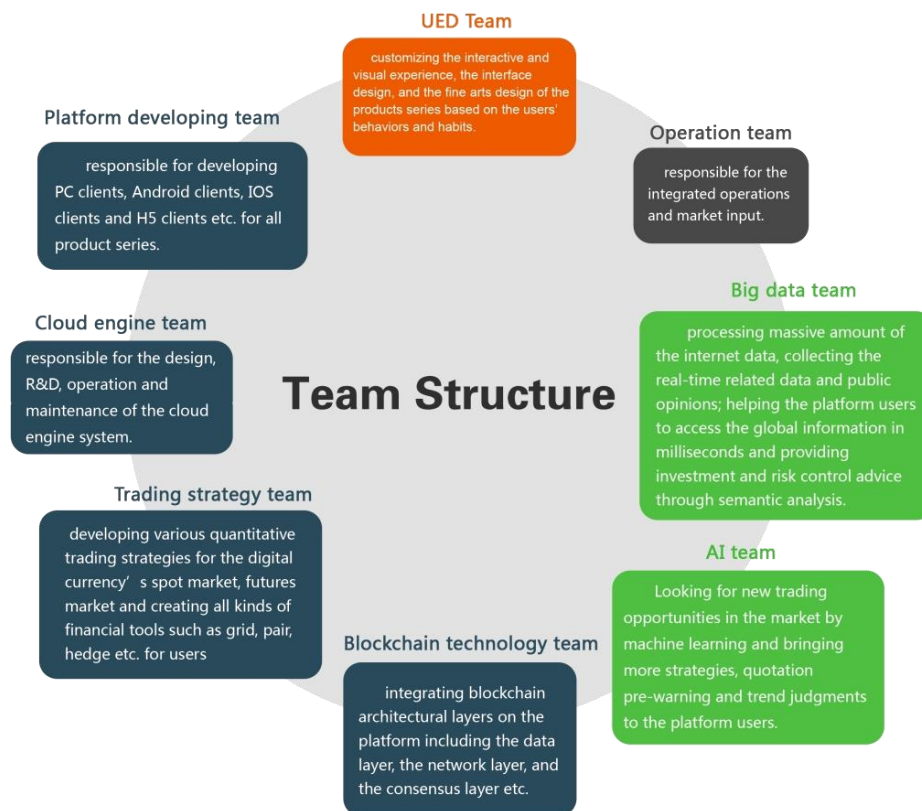 UED Team
customizing the interactive and
visual experience, the interface
design, and the fine arts design of the
products series based on the users'
behaviors and habits.
Platform developing team
responsible for developing
PC clients, Android clients, IOS
clients and H5 clients etc. for all
product series.
Operation team
responsible for the
integrated operations
and market input.
Big data team
processing massive amount of
the internet data, collecting the
real-time related data and public
opinions; helping the platform users
to access the global information in
milliseconds and providing
investment and risk control advice
through semantic analysis.
Cloud engine team
responsible for the design,
R&D, operation and
maintenance of the cloud
engine system.
Team Structure
Trading strategy team
developing various quantitative
trading strategies for the digital
currency' s spot market, futures
market and creating all kinds of
financial tools such as grid, pair,
hedge etc. for users
AI team
Looking for new trading
opportunities in the market by
machine learning and bringing
more strategies, quotation
pre-warning and trend judgments
to the platform users.
Blockchain technology team
integrating blockchain
architectural layers on the
platform including the data
layer, the network layer, and
the consensus layer etc.